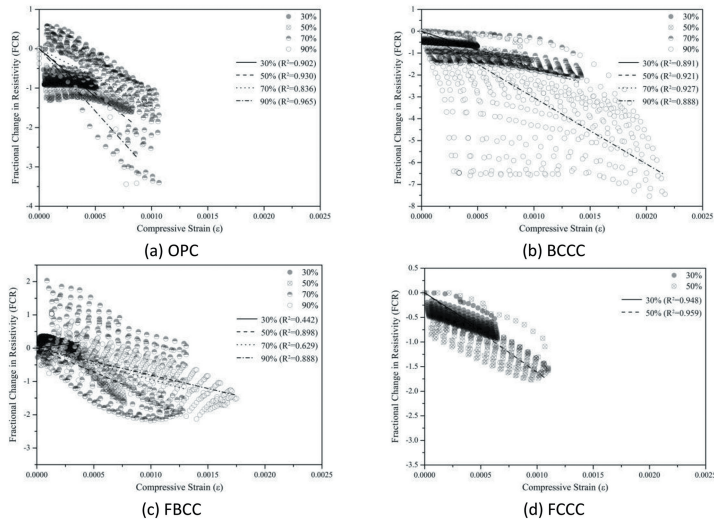 1
0
-1
-2
-3
-4
Fractional Change in Resistivity (FCR)
30%
50%
70%
90%
30% (R²=0.902)
50% (R²=0.930)
70% (R²=0.836)
90% (R²=0.965)
0.0000 0.0005 0.0010 0.0015 0.0020 0.0025
Compressive Strain (ε)
(a) OPC
1
0
-1
-2
-3
-4
-5
-6
-7
-8
Fractional Change in Resistivity (FCR)
30%
50%
70%
90%
30% (R²=0.891)
50% (R²=0.921)
70% (R²=0.927)
90% (R²=0.888)
0.0000 0.0005 0.0010 0.0015 0.0020 0.0025
Compressive Strain (ε)
(b) BCCC
2
1
0
-1
-2
-3
Fractional Change in Resistivity (FCR)
30%
50%
70%
90%
30% (R²=0.442)
50% (R²=0.898)
70% (R²=0.629)
90% (R²=0.888)
0.0000 0.0005 0.0010 0.0015 0.0020 0.0025
Compressive Strain (ε)
(c) FBCC
0.5
0.0
-0.5
-1.0
-1.5
-2.0
-2.5
-3.0
-3.5
Fractional Change in Resistivity (FCR)
30%
50%
30% (R²=0.948)
50% (R²=0.959)
0.0000 0.0005 0.0010 0.0015 0.0020 0.0025
Compressive Strain (ε)
(d) FCCC